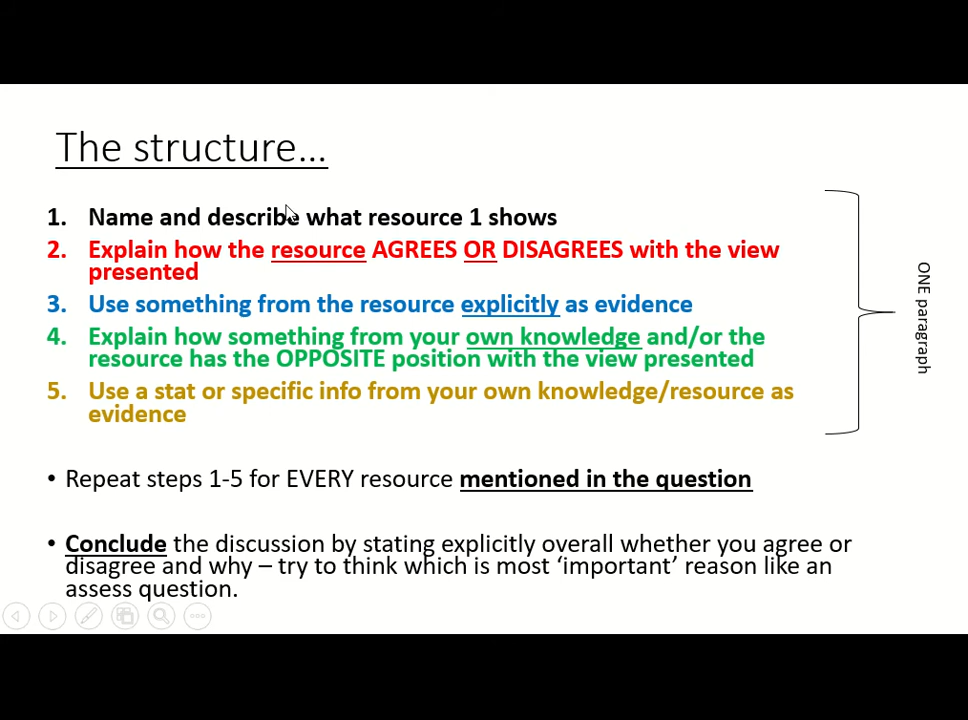 The structure...
1. Name and describe what resource 1 shows
2. Explain how the resource AGREES OR DISAGREES with the view
presented
3. Use something from the resource explicitly as evidence
4. Explain how something from your own knowledge and/or the
resource has the OPPOSITE position with the view presented
5. Use a stat or specific info from your own knowledge/resource as
evidence
ONE paragraph
• Repeat steps 1-5 for EVERY resource mentioned in the question
• Conclude the discussion by stating explicitly overall whether you agree or
disagree and why – try to think which is most ‘important’ reason like an
assess question.